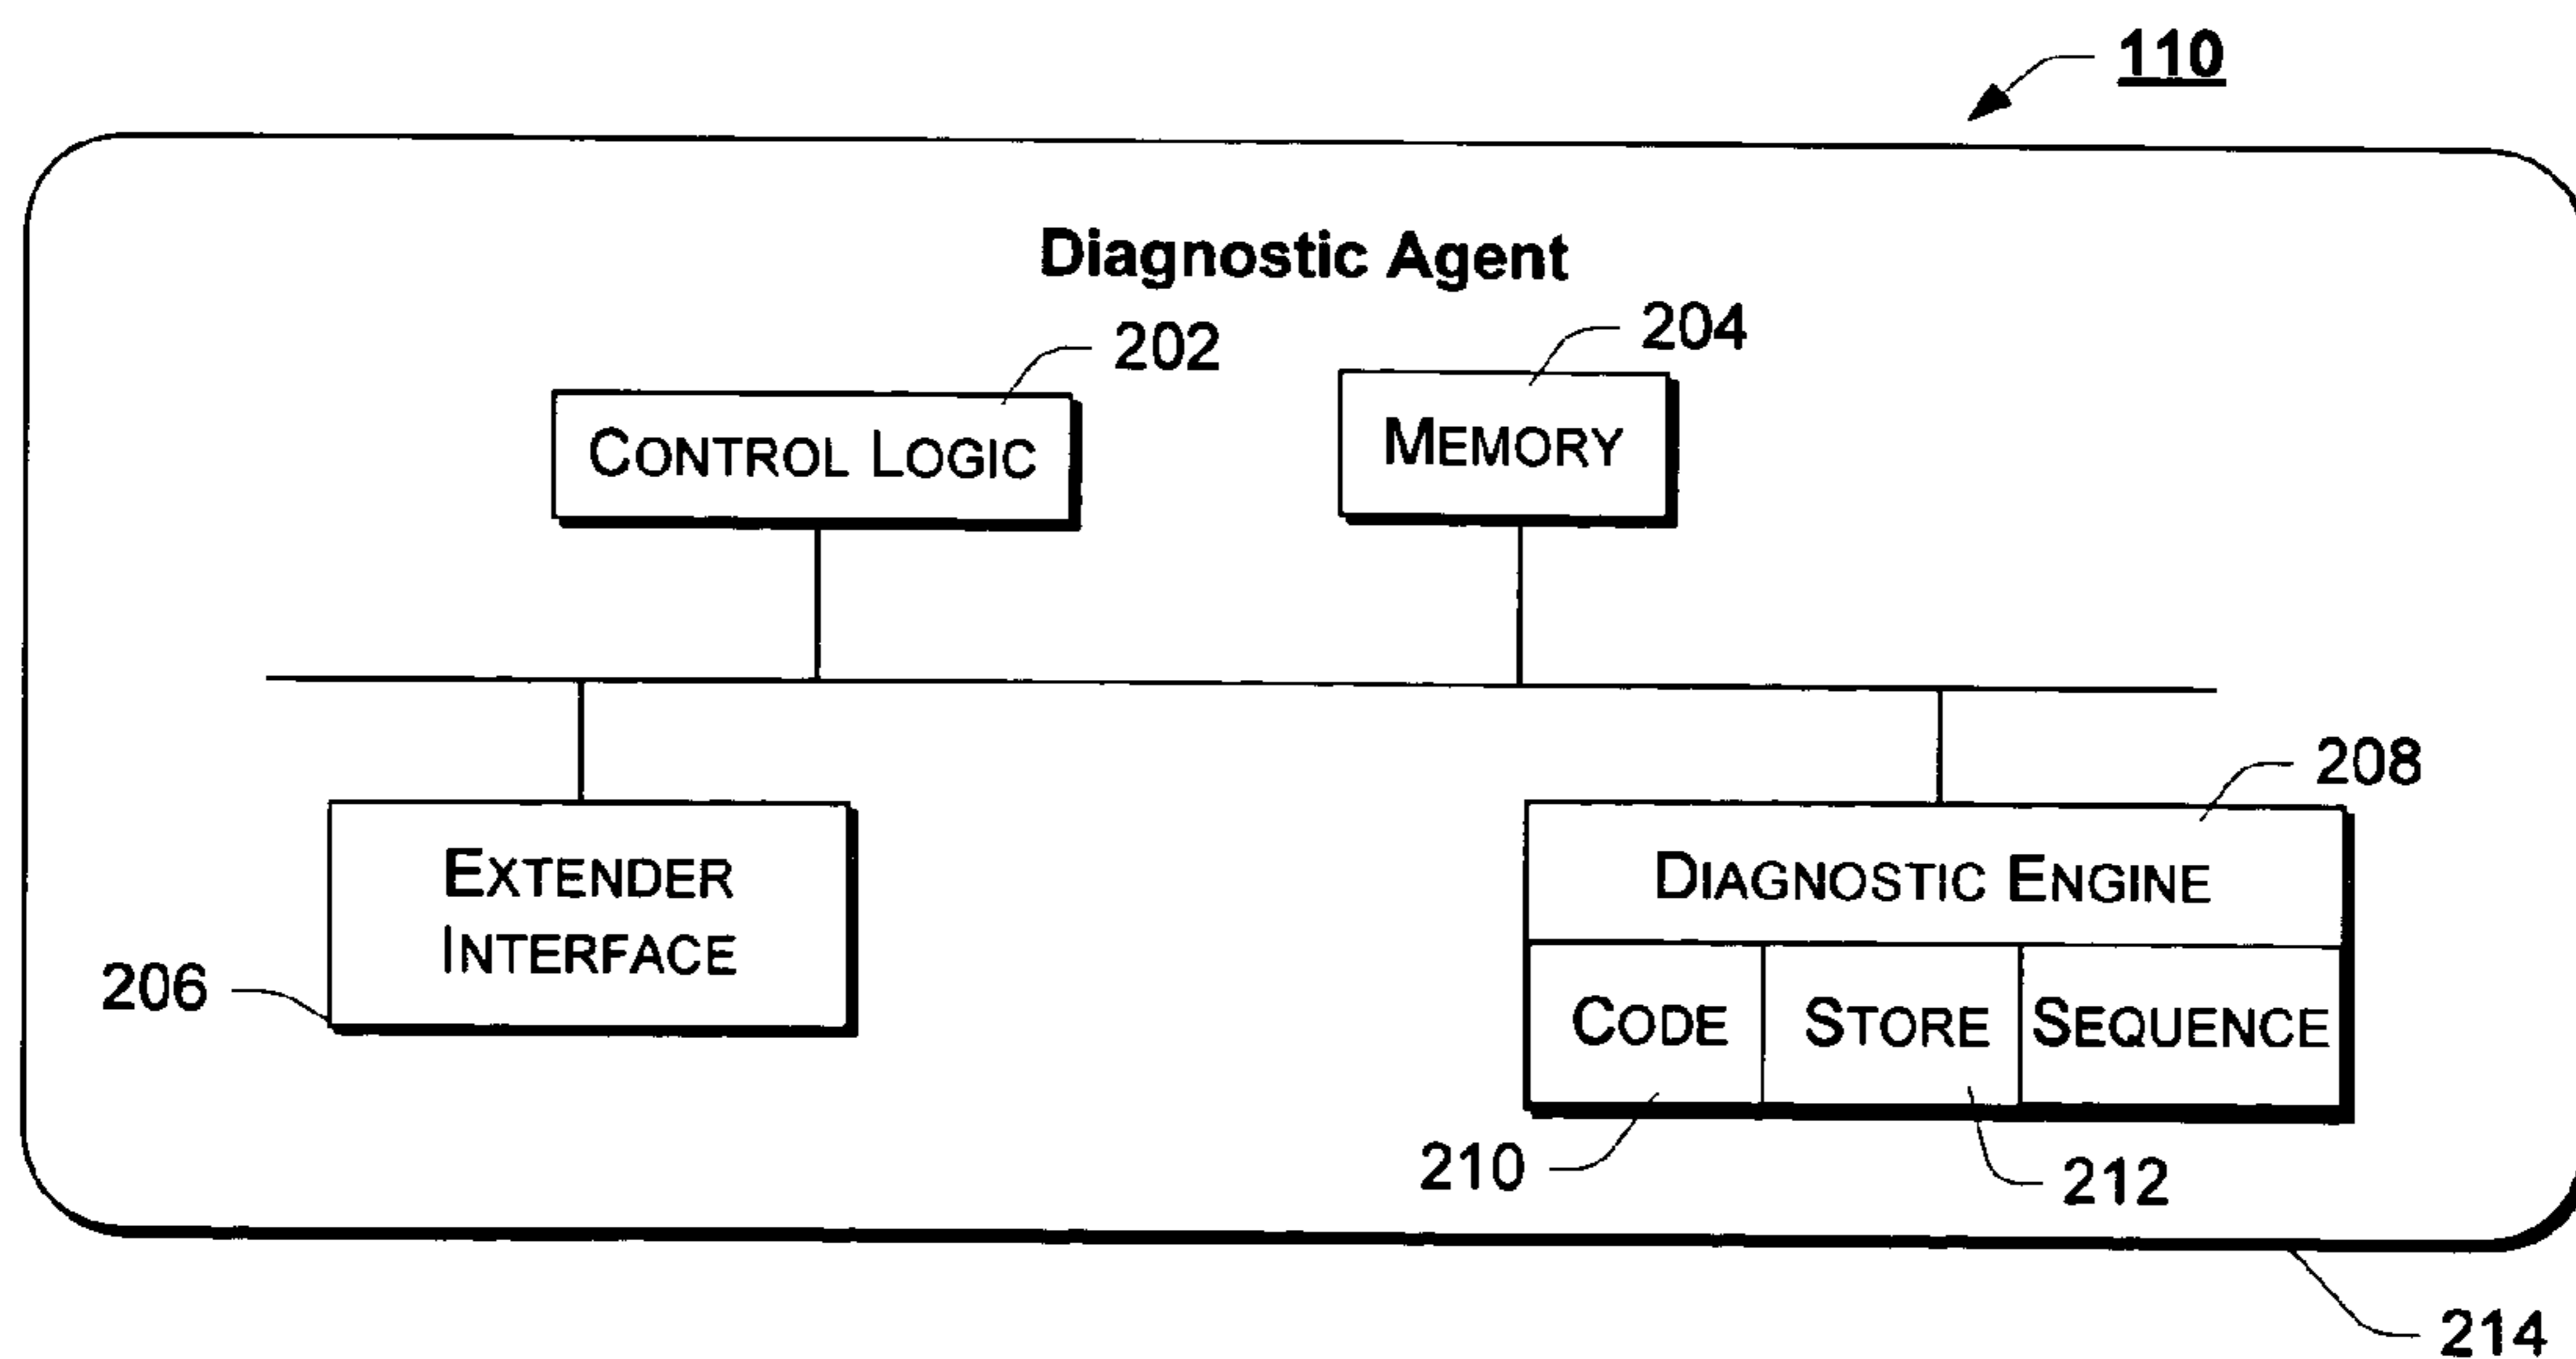 110
Diagnostic Agent
202
204
CONTROL LOGIC
MEMORY
208
EXTENDER
INTERFACE
206
DIAGNOSTIC ENGINE
CODE
STORE
SEQUENCE
210
212
214